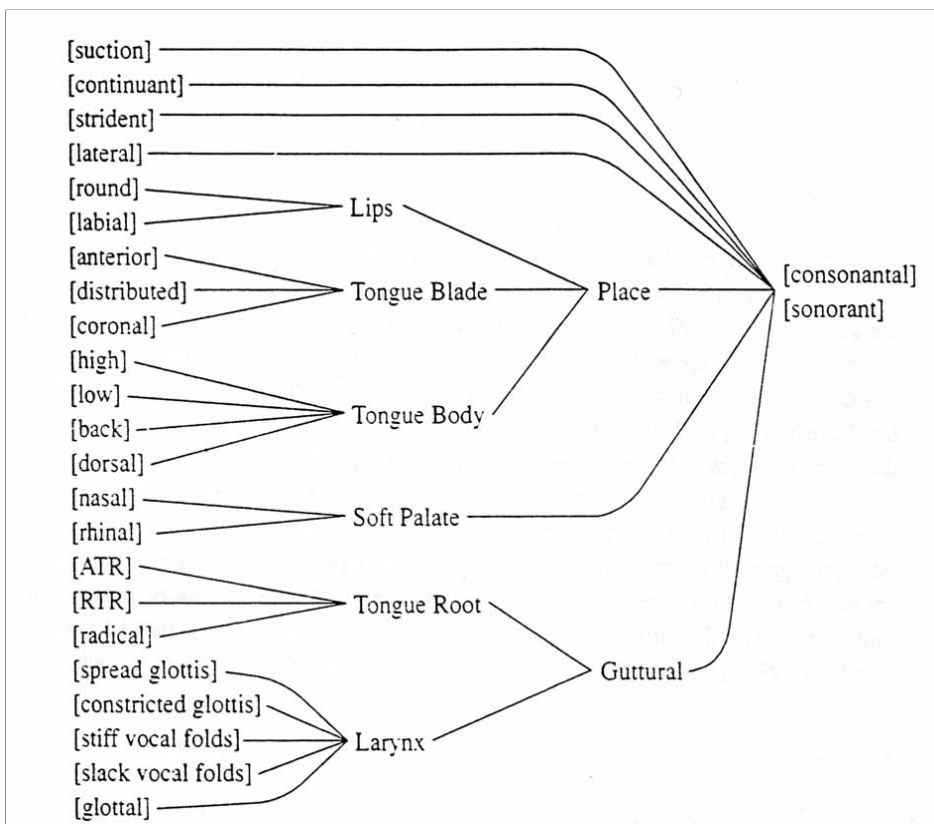 [suction]
[continuant]
[strident]
[lateral]
[round]
[labial]
Lips
[anterior]
[distributed]
[coronal]
Tongue Blade
Place
[consonantal]
[sonorant]
[high]
[low]
[back]
[dorsal]
Tongue Body
[nasal]
[rhinal]
Soft Palate
[ATR]
[RTR]
[radical]
Tongue Root
Guttural
[spread glottis]
[constricted glottis]
[stiff vocal folds]
[slack vocal folds]
[glottal]
Larynx